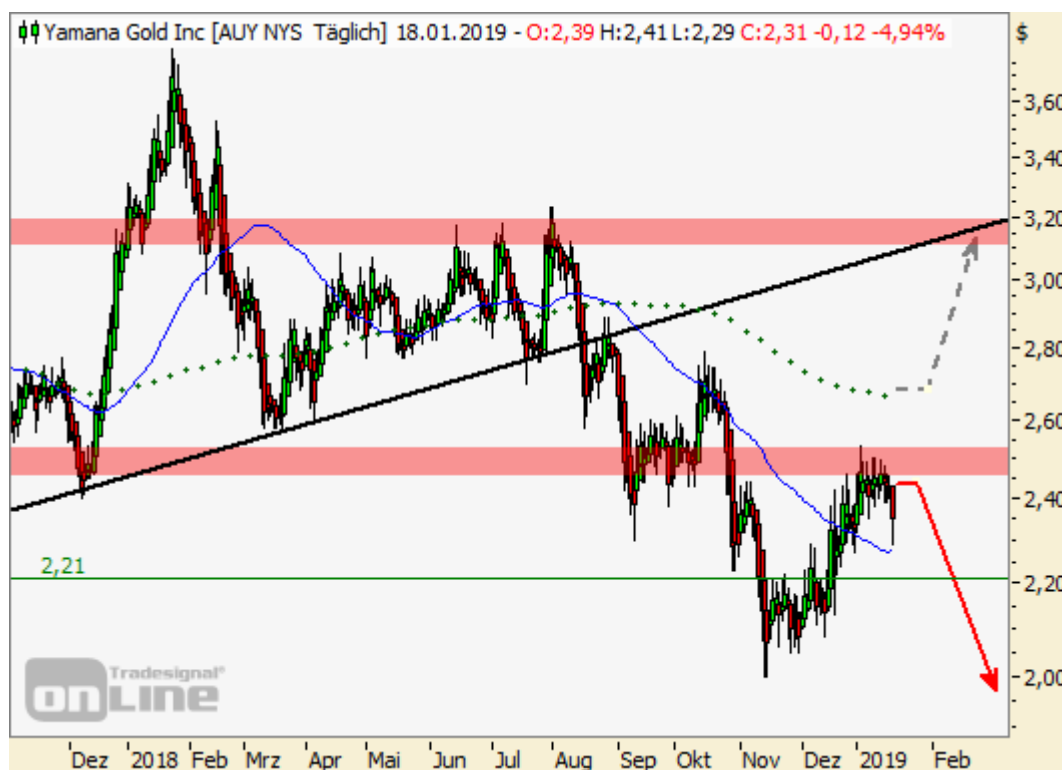 Yamana Gold Inc [AUY NYS Täglich] 18.01.2019 - O:2,39 H:2,41 L:2,29 C:2,31 -0,12 -4,94%
$
3,60
3,40
3,20
3,00
2,80
2,60
2,40
2,21
2,20
2,00
Tradesignal®
onLine
Dez 2018 Feb Mrz Apr Mai Jun Jul Aug Sep Okt Nov Dez 2019 Feb